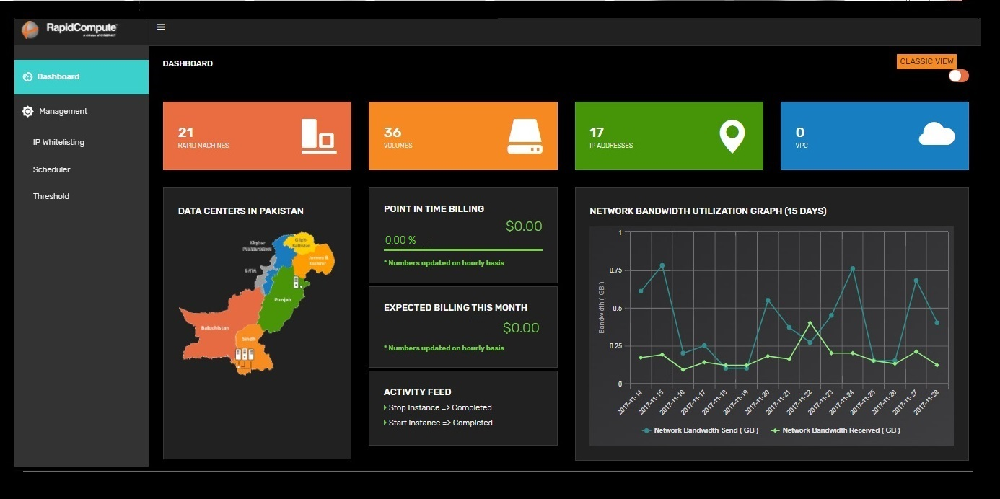 RapidCompute
A division of CYBERNET
Dashboard
Management
IP Whitelisting
Scheduler
Threshold
DASHBOARD
CLASSIC VIEW
21
RAPID MACHINES
36
VOLUMES
17
IP ADDRESSES
0
VPC
DATA CENTERS IN PAKISTAN
Gilgit-
Baltistan
Khyber
Pakhtunkhwa
Jammu &
Kashmir
FATA
Punjab
Balochistan
Sindh
POINT IN TIME BILLING
$0.00
0.00 %
* Numbers updated on hourly basis
EXPECTED BILLING THIS MONTH
$0.00
* Numbers updated on hourly basis
ACTIVITY FEED
Stop Instance => Completed
Start Instance => Completed
NETWORK BANDWIDTH UTILIZATION GRAPH (15 DAYS)
Bandwidth ( GB )
1
0.75
0.5
0.25
0
2017-11-14
2017-11-15
2017-11-16
2017-11-17
2017-11-18
2017-11-19
2017-11-20
2017-11-21
2017-11-22
2017-11-23
2017-11-24
2017-11-25
2017-11-26
2017-11-27
2017-11-28
Network Bandwidth Send ( GB )
Network Bandwidth Received ( GB )